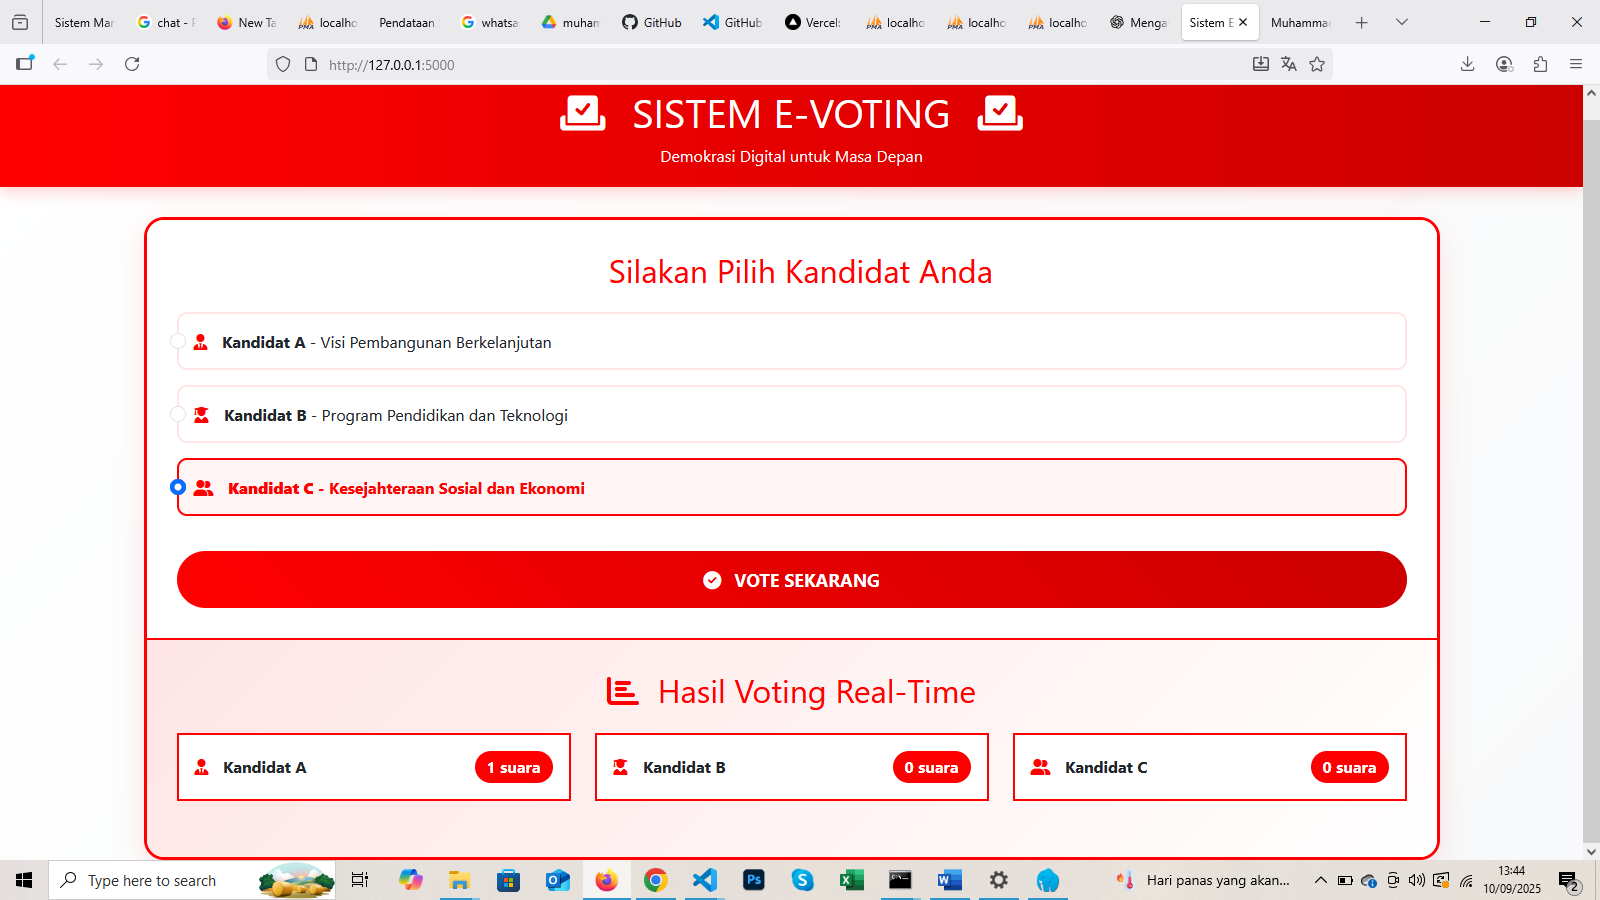 Sistem Mar
chat - F
New Ta
localho
Pendataan
whatsa
muham
GitHub
GitHub
Vercel:
localho
localho
localho
Menga
Sistem E
Muhammad
http://127.0.0.1:5000
SISTEM E-VOTING
Demokrasi Digital untuk Masa Depan
Silakan Pilih Kandidat Anda
Kandidat A - Visi Pembangunan Berkelanjutan
Kandidat B - Program Pendidikan dan Teknologi
Kandidat C - Kesejahteraan Sosial dan Ekonomi
VOTE SEKARANG
Hasil Voting Real-Time
Kandidat A
1 suara
Kandidat B
0 suara
Kandidat C
0 suara
Type here to search
Hari panas yang akan...
13:44
10/09/2025
2